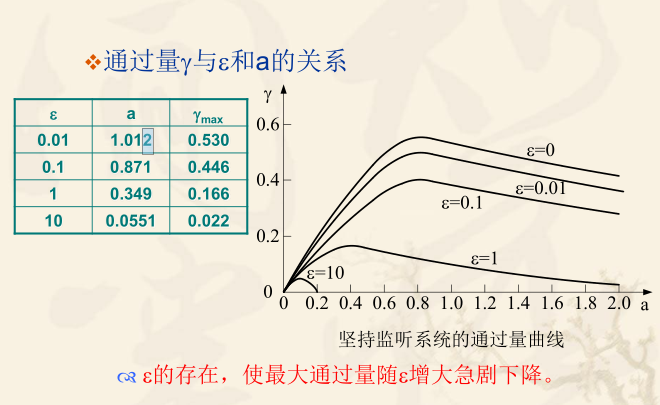 通过量γ与ε和a的关系
ε a γmax
0.01 1.012 0.530
0.1 0.871 0.446
1 0.349 0.166
10 0.0551 0.022
γ
0.6
0.4
0.2
0
ε=0
ε=0.01
ε=0.1
ε=1
ε=10
0 0.2 0.4 0.6 0.8 1.0 1.2 1.4 1.6 1.8 2.0 a
坚持监听系统的通过量曲线
ε的存在，使最大通过量随ε增大急剧下降。